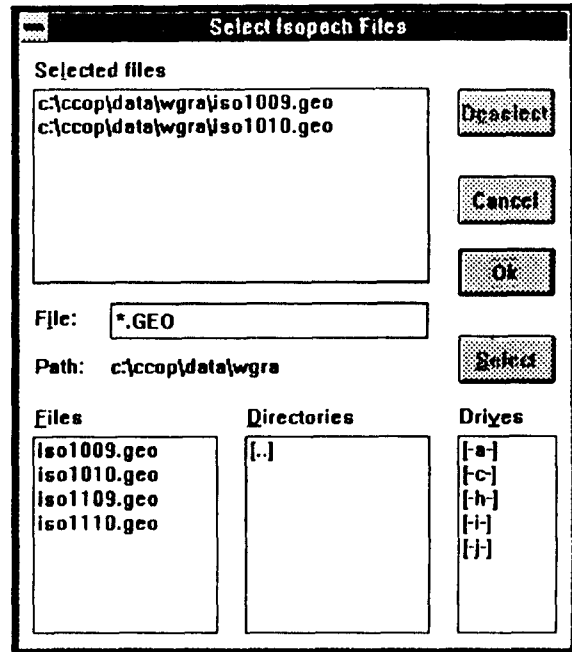 Select Isopach Files
Selected files
c:\ccop\data\wgra\iso1009.geo
c:\ccop\data\wgra\iso1010.geo
Deselect
Cancel
Ok
File:
*.GEO
Path: c:\ccop\data\wgra
Select
Files
Directories
Drives
iso1009.geo
iso1010.geo
iso1109.geo
iso1110.geo
[..]
[-a-]
[-c-]
[-h-]
[-i-]
[-j-]